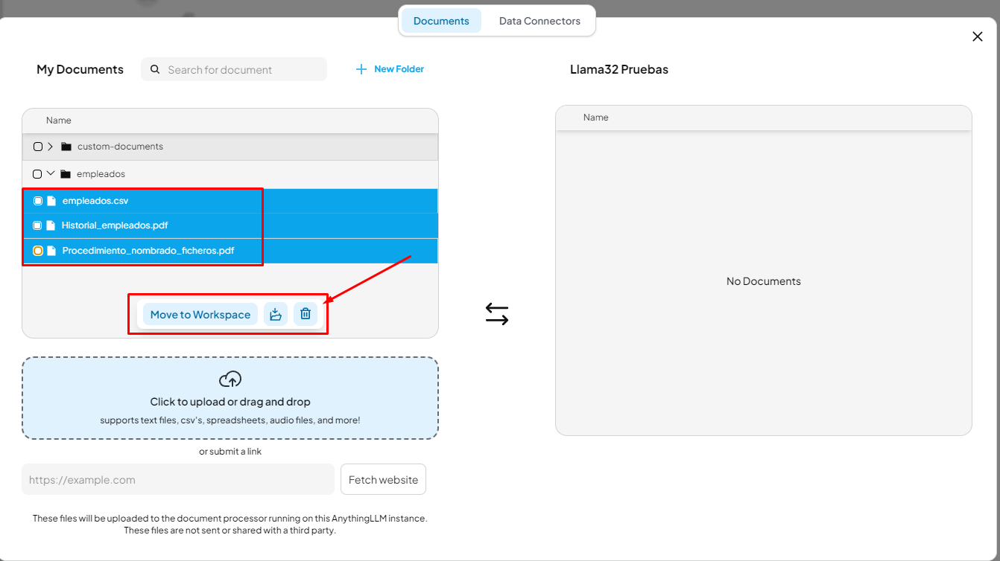 Documents
Data Connectors
My Documents
Search for document
New Folder
Llama32 Pruebas
Name
custom-documents
empleados
empleados.csv
Historial_empleados.pdf
Procedimiento_nombrado_ficheros.pdf
Move to Workspace
Name
No Documents
Click to upload or drag and drop
supports text files, csv's, spreadsheets, audio files, and more!
or submit a link
https://example.com
Fetch website
These files will be uploaded to the document processor running on this AnythingLLM instance.
These files are not sent or shared with a third party.